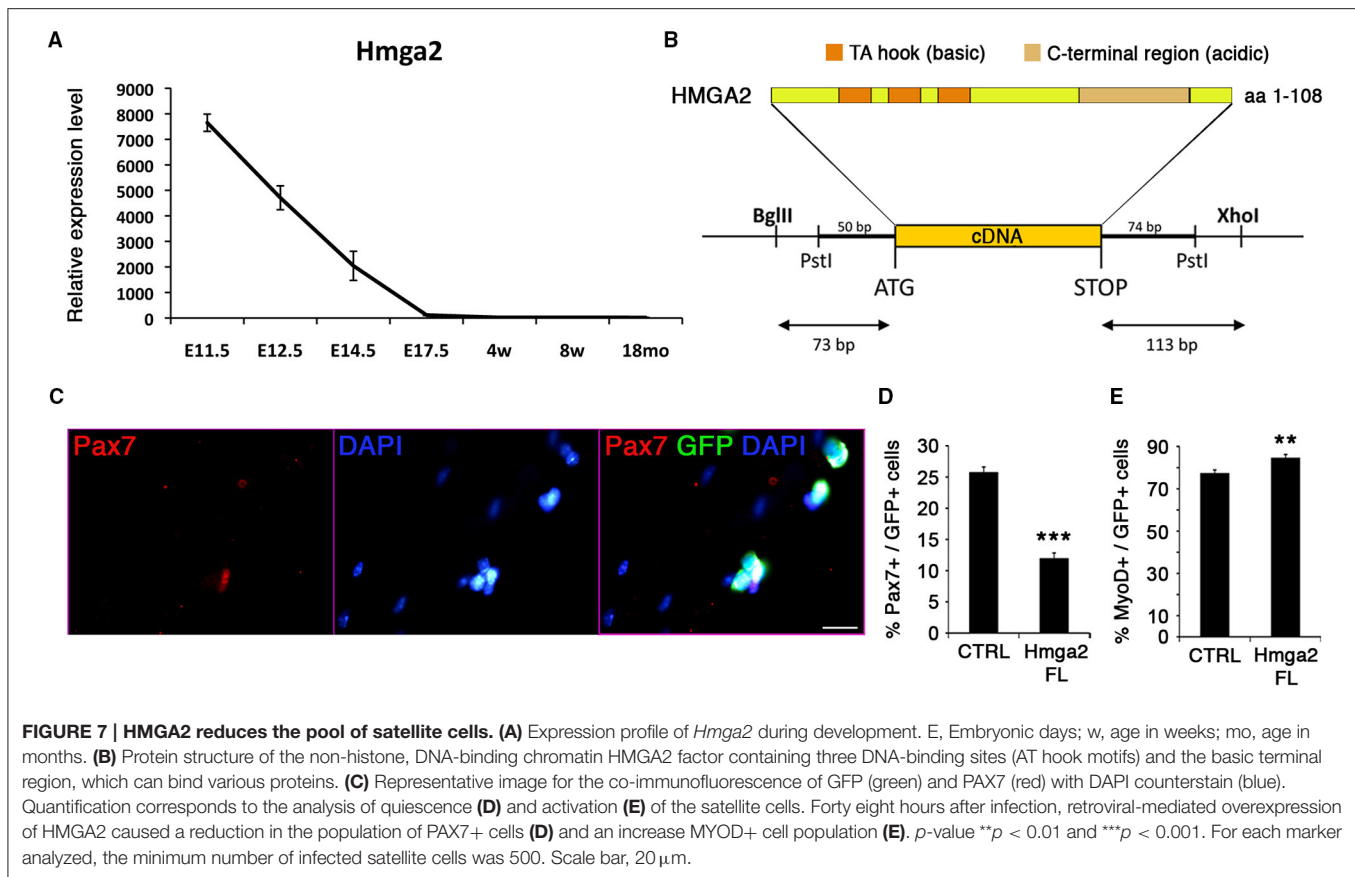 A
Hmga2
Relative expression level
9000
8000
7000
6000
5000
4000
3000
2000
1000
0
E11.5 E12.5 E14.5 E17.5 4w 8w 18mo
B
TA hook (basic) C-terminal region (acidic)
HMGA2 aa 1-108
BglII 50 bp cDNA 74 bp XhoI
PstI ATG STOP PstI
73 bp 113 bp
C
Pax7 DAPI Pax7 GFP DAPI
D
% Pax7+ / GFP+ cells
30
25
20
15
10
5
0
***
CTRL Hmga2 FL
E
% MyoD+ / GFP+ cells
90
70
50
30
10
0
**
CTRL Hmga2 FL
FIGURE 7 | HMGA2 reduces the pool of satellite cells. (A) Expression profile of Hmga2 during development. E, Embryonic days; w, age in weeks; mo, age in
months. (B) Protein structure of the non-histone, DNA-binding chromatin HMGA2 factor containing three DNA-binding sites (AT hook motifs) and the basic terminal
region, which can bind various proteins. (C) Representative image for the co-immunofluorescence of GFP (green) and PAX7 (red) with DAPI counterstain (blue).
Quantification corresponds to the analysis of quiescence (D) and activation (E) of the satellite cells. Forty eight hours after infection, retroviral-mediated overexpression
of HMGA2 caused a reduction in the population of PAX7+ cells (D) and an increase MYOD+ cell population (E). p-value **p < 0.01 and ***p < 0.001. For each marker
analyzed, the minimum number of infected satellite cells was 500. Scale bar, 20 μm.